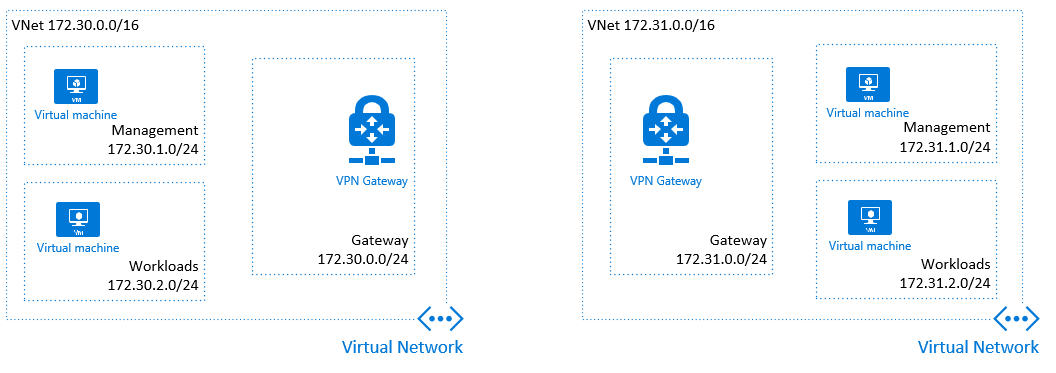 VNet 172.30.0.0/16
VM
Virtual machine
Management
172.30.1.0/24
VM
Virtual machine
Workloads
172.30.2.0/24
VPN Gateway
Gateway
172.30.0.0/24
Virtual Network
VNet 172.31.0.0/16
VPN Gateway
Gateway
172.31.0.0/24
VM
Virtual machine
Management
172.31.1.0/24
VM
Virtual machine
Workloads
172.31.2.0/24
Virtual Network